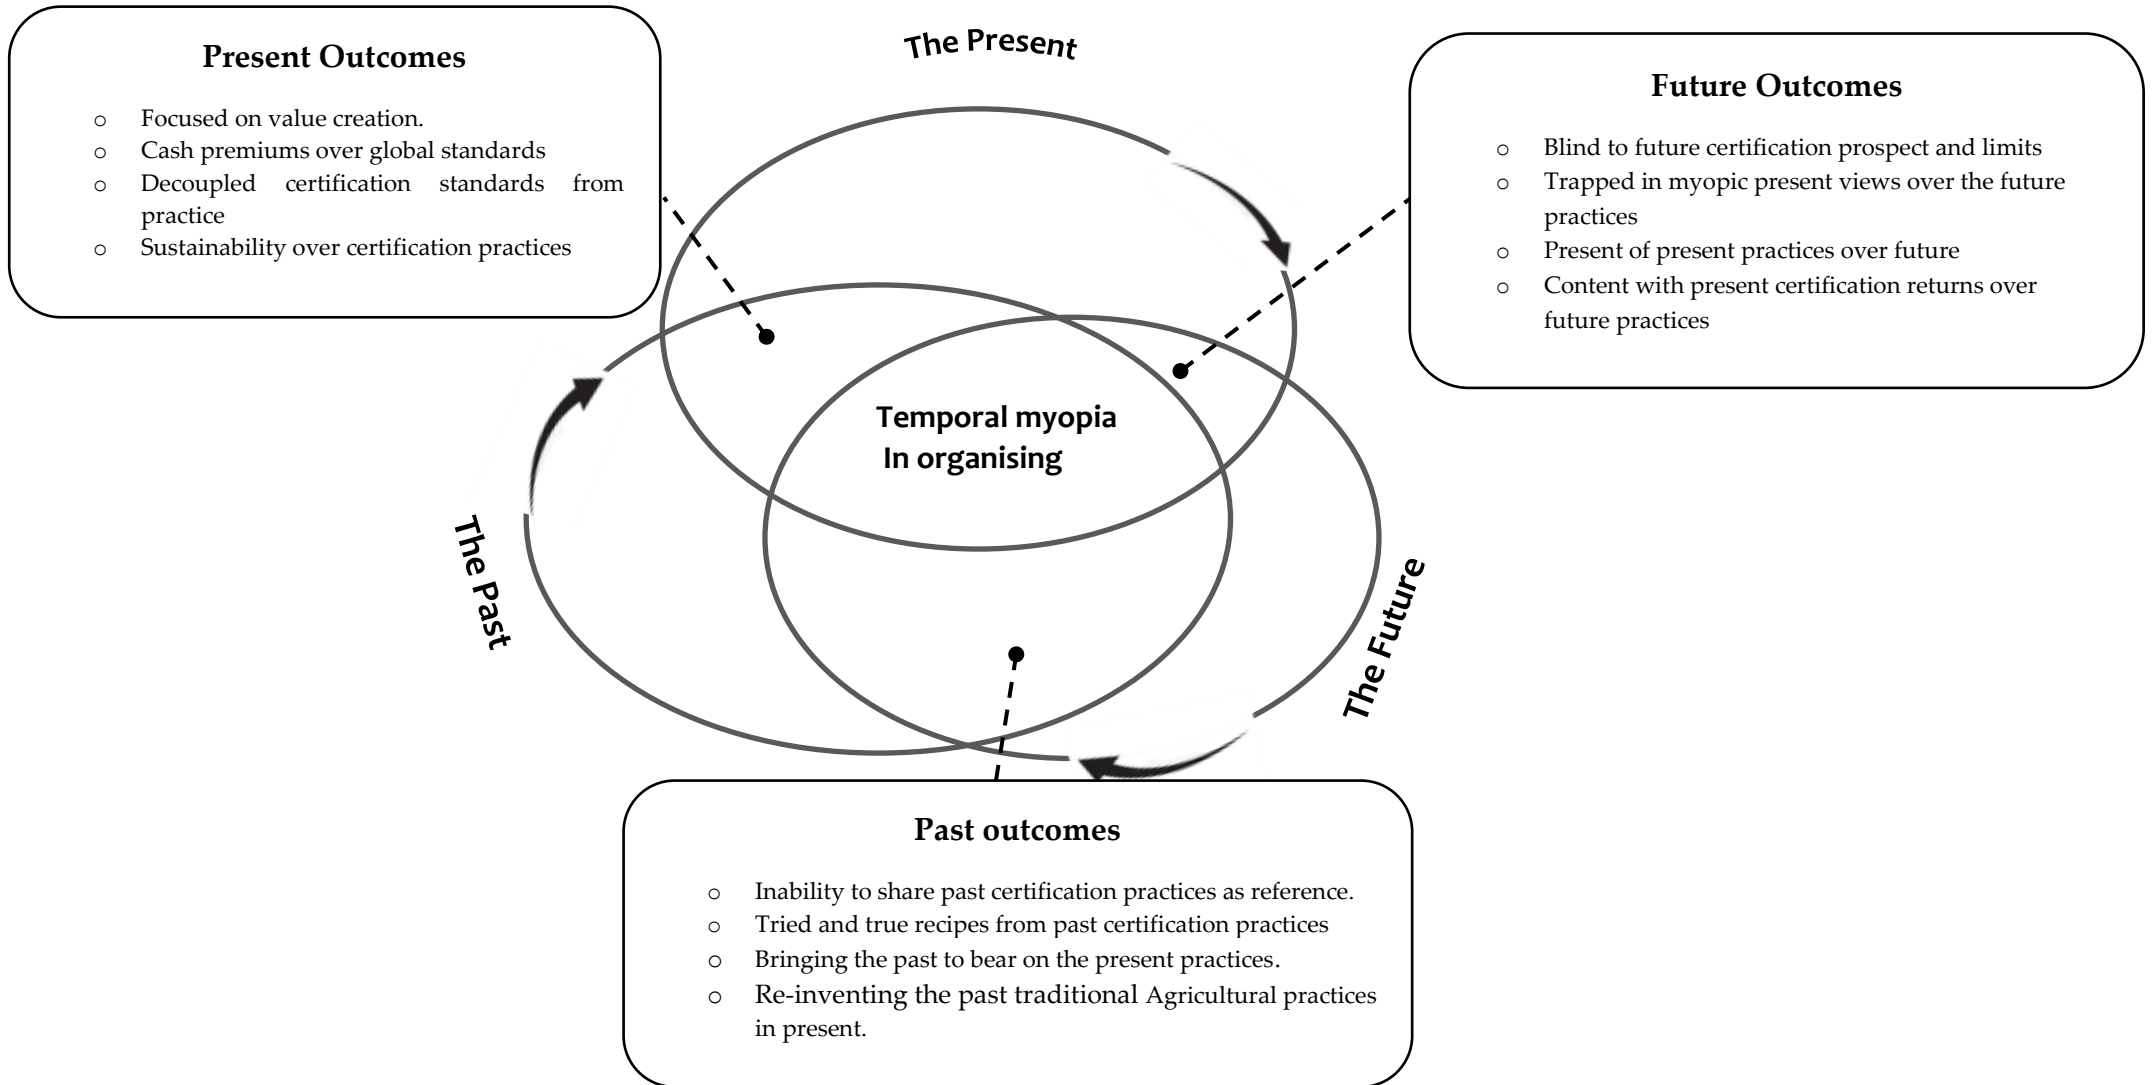 Present Outcomes
o Focused on value creation.
o Cash premiums over global standards
o Decoupled certification standards from
practice
o Sustainability over certification practices
The Present
Future Outcomes
o Blind to future certification prospect and limits
o Trapped in myopic present views over the future
practices
o Present of present practices over future
o Content with present certification returns over
future practices
Temporal myopia
In organising
The Past
The Future
Past outcomes
o Inability to share past certification practices as reference.
o Tried and true recipes from past certification practices
o Bringing the past to bear on the present practices.
o Re-inventing the past traditional Agricultural practices
in present.